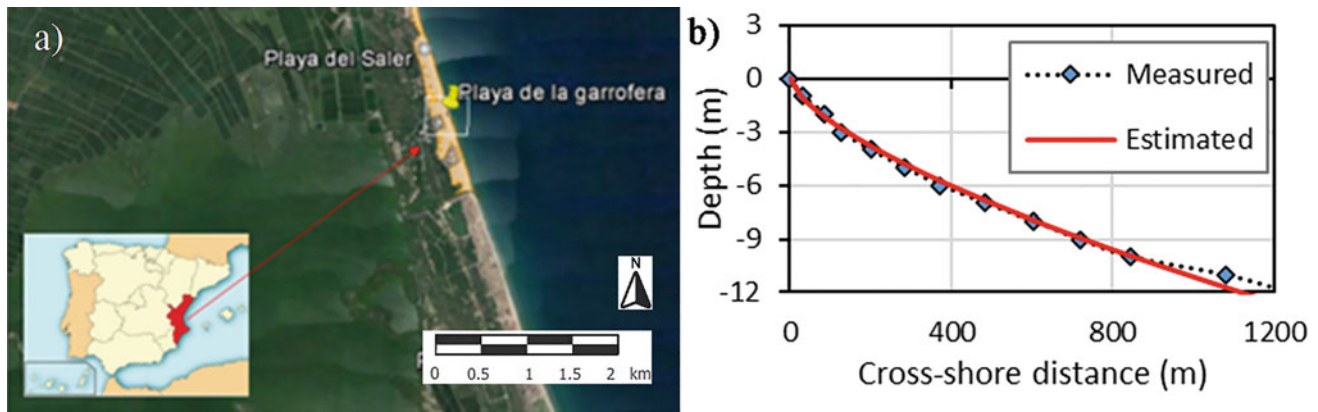 a)
Playa del Saler
Playa de la garrofera
N
0 0.5 1 1.5 2 km
b)
Measured
Estimated
3
0
-3
-6
-9
-12
Depth (m)
0 400 800 1200
Cross-shore distance (m)